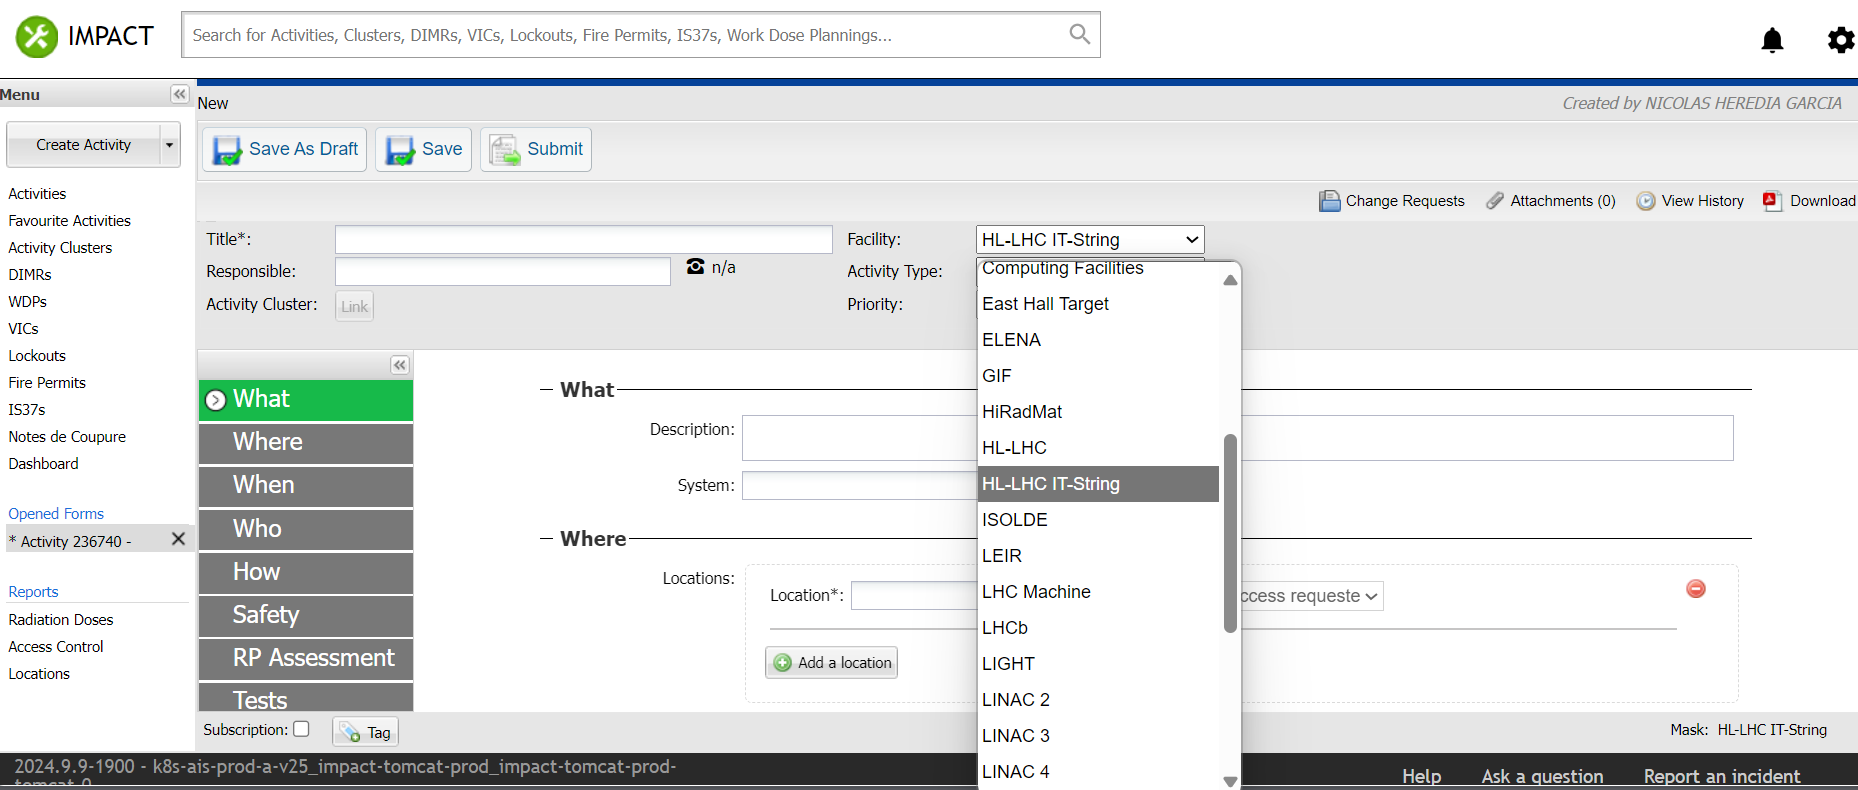 IMPACT
Search for Activities, Clusters, DIMRs, VICs, Lockouts, Fire Permits, IS37s, Work Dose Plannings...
Menu
Create Activity
Activities
Favourite Activities
Activity Clusters
DIMRs
WDPs
VICs
Lockouts
Fire Permits
IS37s
Notes de Coupure
Dashboard
Opened Forms
* Activity 236740 -
Reports
Radiation Doses
Access Control
Locations
New
Created by NICOLAS HEREDIA GARCIA
Save As Draft
Save
Submit
Change Requests
Attachments (0)
View History
Download
Title*:
Facility:
HL-LHC IT-String
Responsible:
n/a
Activity Type:
Activity Cluster:
Link
Priority:
Computing Facilities
East Hall Target
ELENA
GIF
HiRadMat
HL-LHC
HL-LHC IT-String
ISOLDE
LEIR
LHC Machine
LHCb
LIGHT
LINAC 2
LINAC 3
LINAC 4
What
Where
When
Who
How
Safety
RP Assessment
Tests
What
Description:
System:
Where
Locations:
Location*:
ccess requeste
Add a location
Subscription:
Tag
Mask: HL-LHC IT-String
2024.9.9-1900 - k8s-ais-prod-a-v25_impact-tomcat-prod_impact-tomcat-prod-
tomcat-0
Help
Ask a question
Report an incident